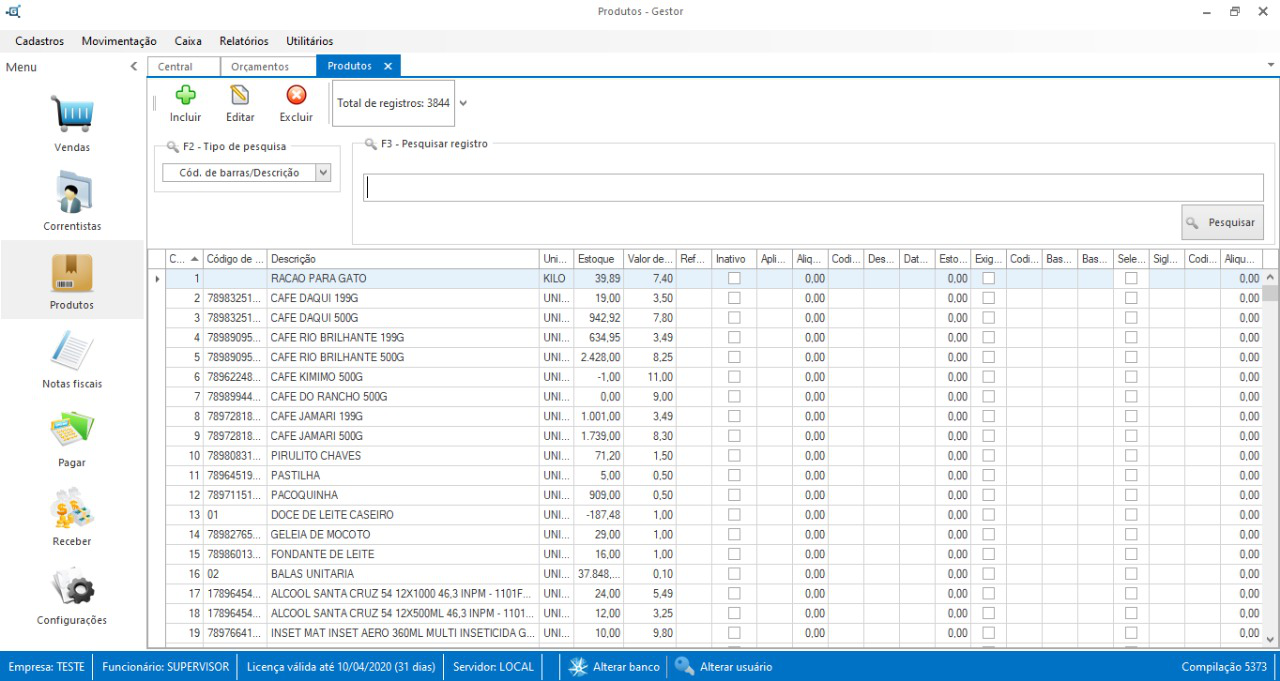 Produtos - Gestor
Cadastros Movimentação Caixa Relatórios Utilitários
Menu
Central Orçamentos Produtos
Incluir Editar Excluir Total de registros: 3844
F2 - Tipo de pesquisa
Cód. de barras/Descrição
F3 - Pesquisar registro
Pesquisar
Vendas
Correntistas
Produtos
Notas fiscais
Pagar
Receber
Configurações
C... Código de ... Descrição Uni... Estoque Valor de... Ref... Inativo Apli... Aliq... Codi... Des... Dat... Esto... Exig... Codi... Bas... Bas... Sele... Sigl... Codi... Aliqu...
1 RACAO PARA GATO KILO 39,89 7,40 0,00 0,00 0,00
2 78983251... CAFE DAQUI 199G UNI... 19,00 3,50 0,00 0,00 0,00
3 78983251... CAFE DAQUI 500G UNI... 942,92 7,80 0,00 0,00 0,00
4 78989095... CAFE RIO BRILHANTE 199G UNI... 634,95 3,49 0,00 0,00 0,00
5 78989095... CAFE RIO BRILHANTE 500G UNI... 2.428,00 8,25 0,00 0,00 0,00
6 78962248... CAFE KIMIMO 500G UNI... -1,00 11,00 0,00 0,00 0,00
7 78989944... CAFE DO RANCHO 500G UNI... 0,00 9,00 0,00 0,00 0,00
8 78972818... CAFE JAMARI 199G UNI... 1.001,00 3,49 0,00 0,00 0,00
9 78972818... CAFE JAMARI 500G UNI... 1.739,00 8,30 0,00 0,00 0,00
10 78980831... PIRULITO CHAVES UNI... 71,20 1,50 0,00 0,00 0,00
11 78964519... PASTILHA UNI... 5,00 0,50 0,00 0,00 0,00
12 78971151... PACOQUINHA UNI... 909,00 0,50 0,00 0,00 0,00
13 01 DOCE DE LEITE CASEIRO UNI... -187,48 1,00 0,00 0,00 0,00
14 78982765... GELEIA DE MOCOTO UNI... 29,00 1,00 0,00 0,00 0,00
15 78986013... FONDANTE DE LEITE UNI... 16,00 1,00 0,00 0,00 0,00
16 02 BALAS UNITARIA UNI... 37.848,... 0,10 0,00 0,00 0,00
17 17896454... ALCOOL SANTA CRUZ 54 12X1000 46,3 INPM - 1101F... UNI... 24,00 5,49 0,00 0,00 0,00
18 17896454... ALCOOL SANTA CRUZ 54 12X500ML 46,3 INPM - 1101... UNI... 12,00 3,25 0,00 0,00 0,00
19 78976641... INSET MAT INSET AERO 360ML MULTI INSETICIDA G... UNI... 10,00 9,80 0,00 0,00 0,00
Empresa: TESTE Funcionário: SUPERVISOR Licença válida até 10/04/2020 (31 dias) Servidor: LOCAL Alterar banco Alterar usuário Compilação 5373